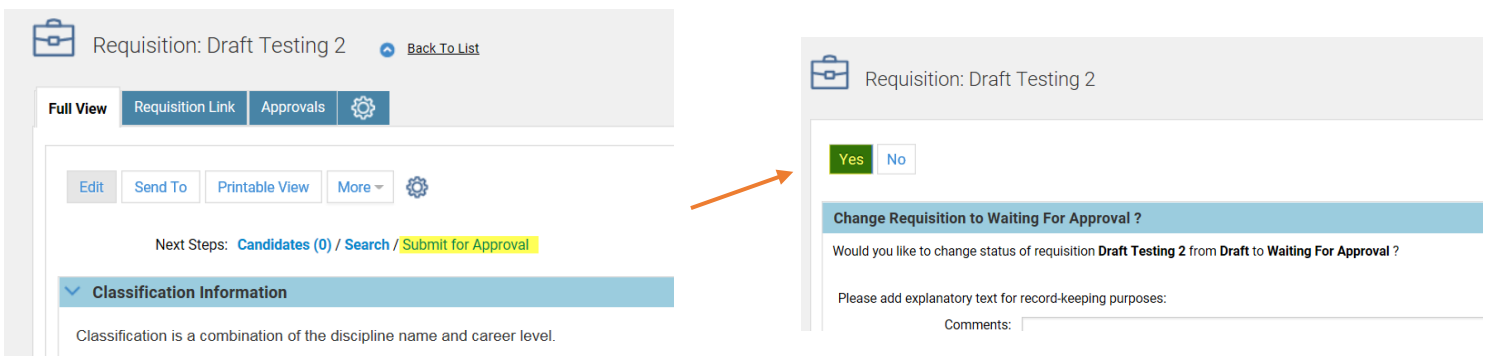 Requisition: Draft Testing 2 Back To List
Full View Requisition Link Approvals
Edit Send To Printable View More
Next Steps: Candidates (0) / Search / Submit for Approval
Classification Information
Classification is a combination of the discipline name and career level.
Requisition: Draft Testing 2
Yes No
Change Requisition to Waiting For Approval ?
Would you like to change status of requisition Draft Testing 2 from Draft to Waiting For Approval ?
Please add explanatory text for record-keeping purposes:
Comments: